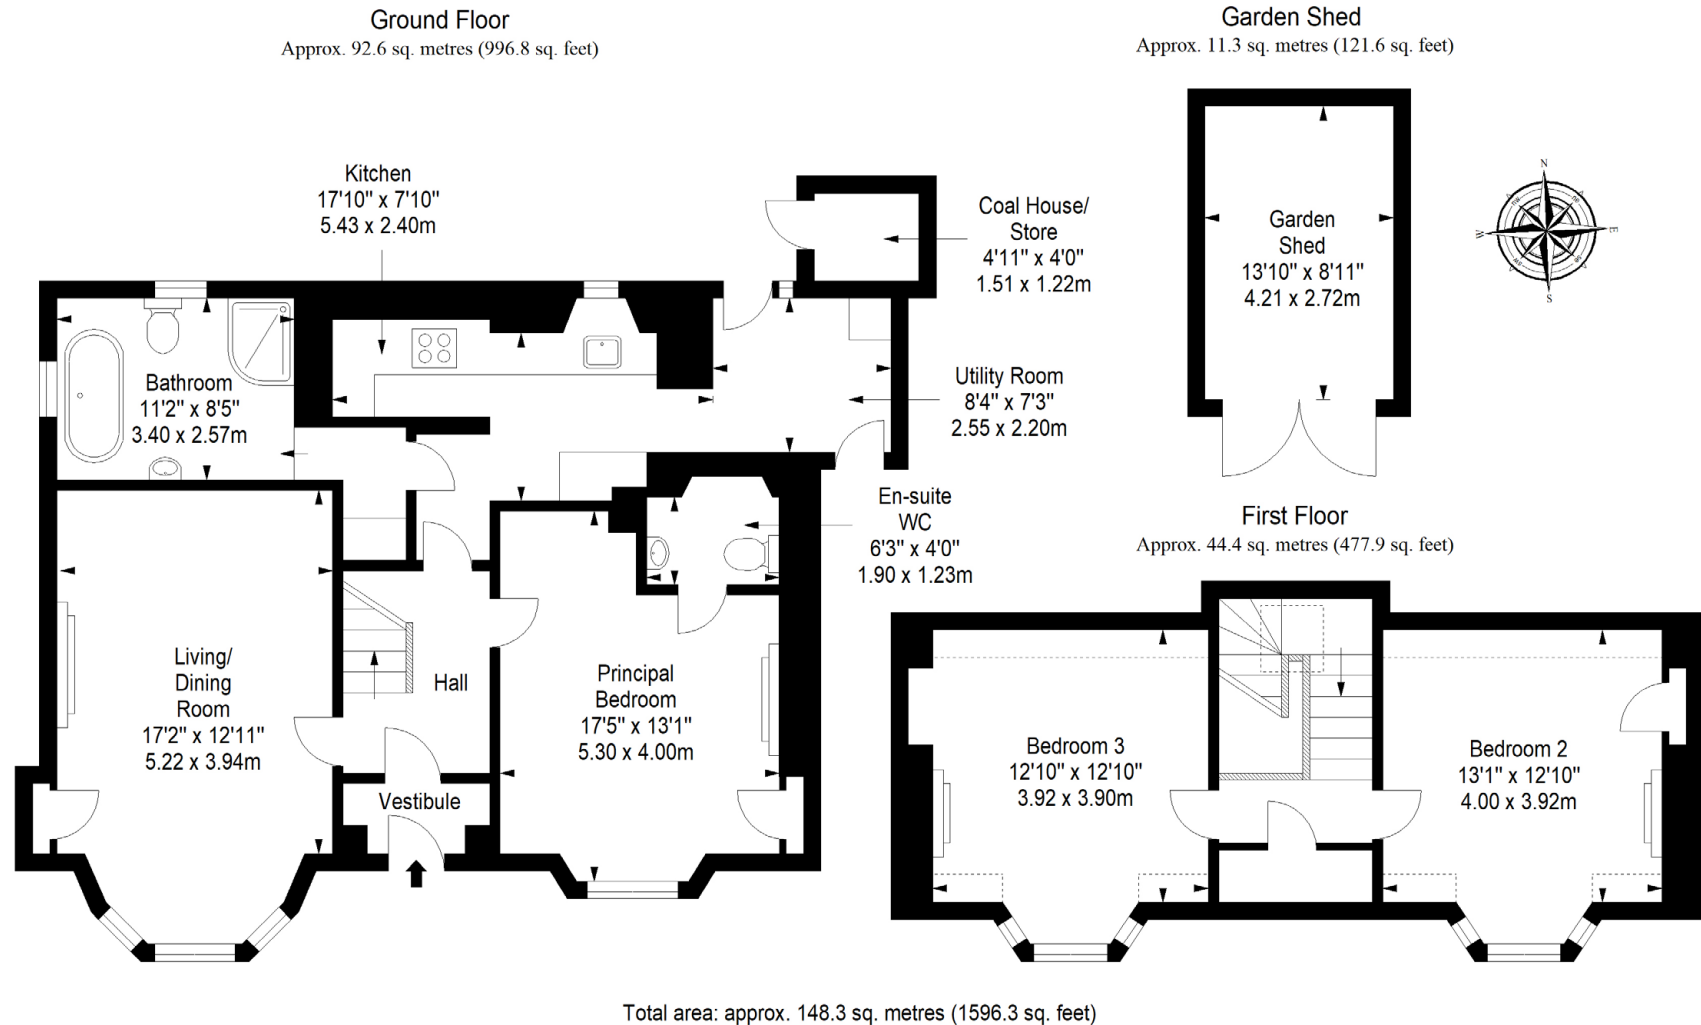 Ground Floor
Approx. 92.6 sq. metres (996.8 sq. feet)
Garden Shed
Approx. 11.3 sq. metres (121.6 sq. feet)
Kitchen
17'10" x 7'10"
5.43 x 2.40m
Coal House/
Store
4'11" x 4'0"
1.51 x 1.22m
Garden
Shed
13'10" x 8'11"
4.21 x 2.72m
N
E
S
W
Bathroom
11'2" x 8'5"
3.40 x 2.57m
Utility Room
8'4" x 7'3"
2.55 x 2.20m
En-suite
WC
6'3" x 4'0"
1.90 x 1.23m
First Floor
Approx. 44.4 sq. metres (477.9 sq. feet)
Living/
Dining
Room
17'2" x 12'11"
5.22 x 3.94m
Hall
Principal
Bedroom
17'5" x 13'1"
5.30 x 4.00m
Vestibule
Bedroom 3
12'10" x 12'10"
3.92 x 3.90m
Bedroom 2
13'1" x 12'10"
4.00 x 3.92m
Total area: approx. 148.3 sq. metres (1596.3 sq. feet)